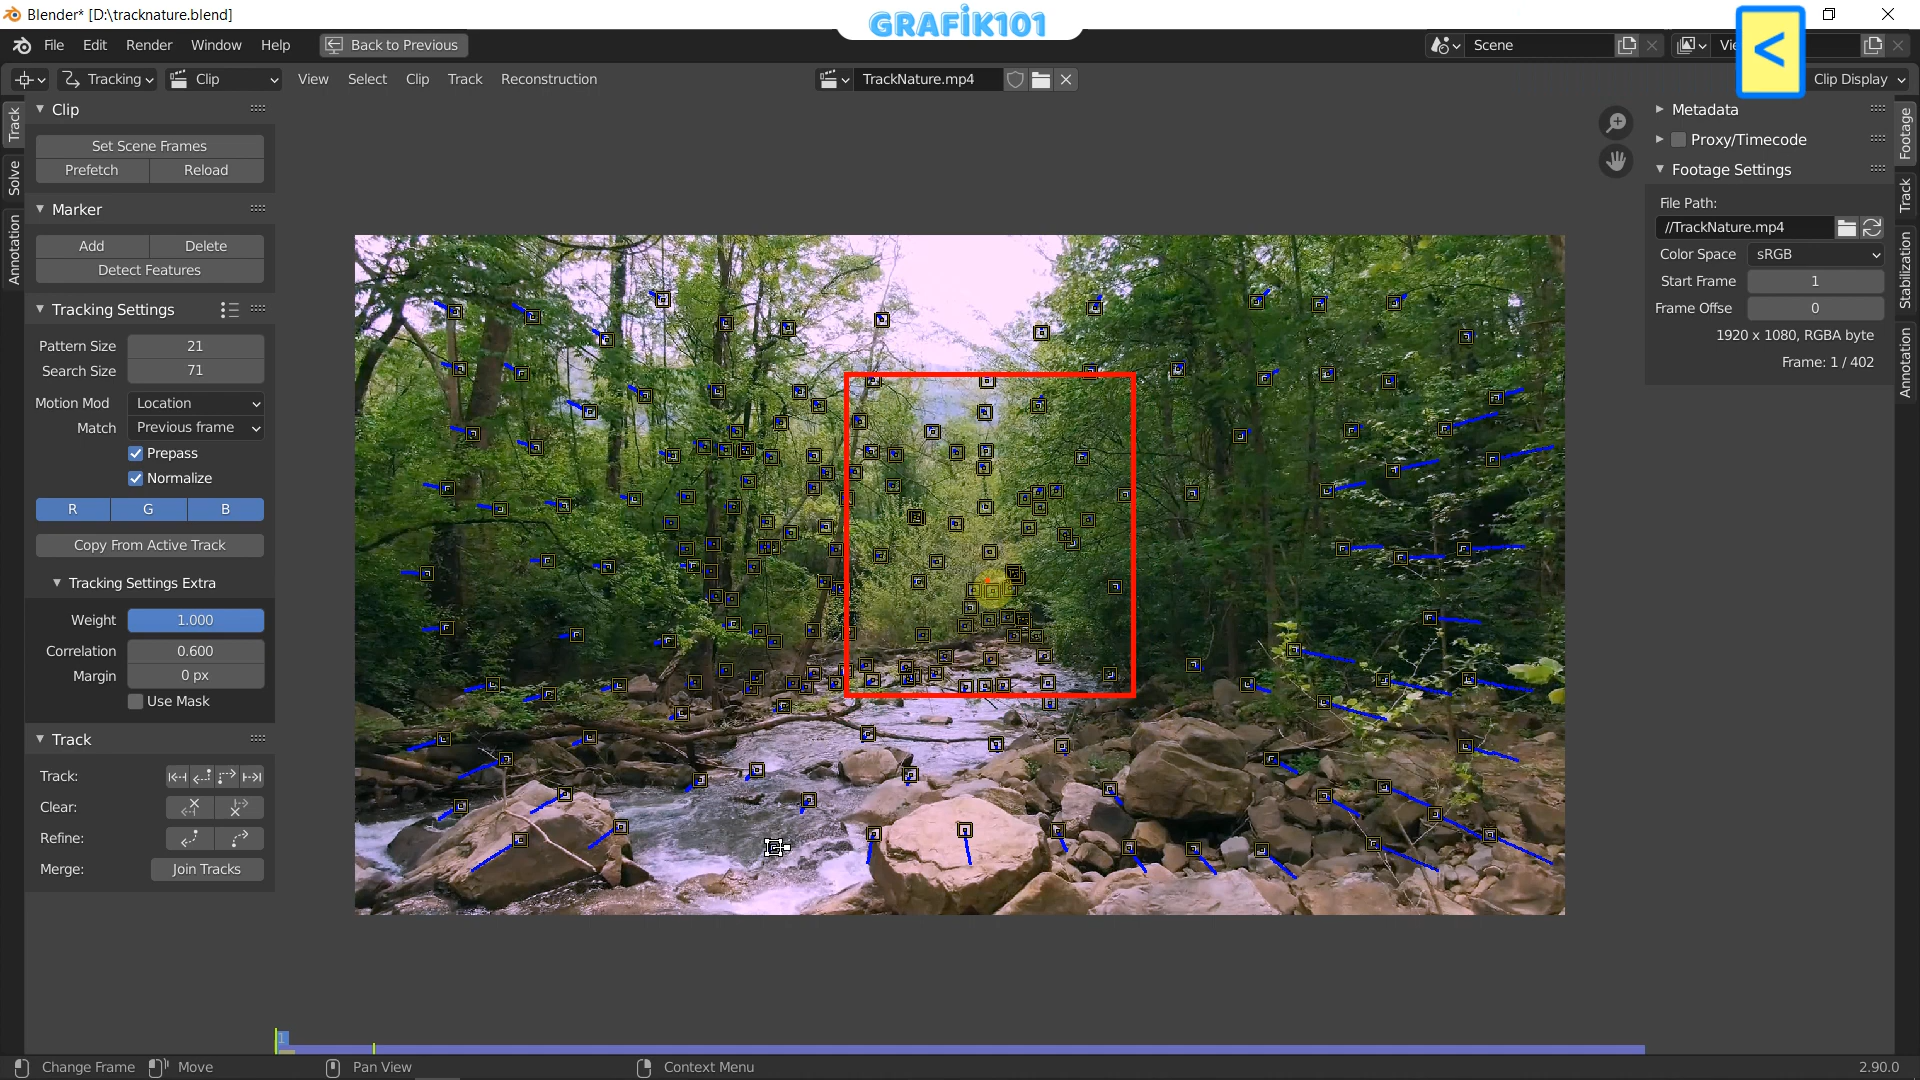 Blender* [D:\tracknature.blend]
GRAFİK101
<
File Edit Render Window Help Back to Previous
Scene
Tracking Clip View Select Clip Track Reconstruction
TrackNature.mp4
Clip Display
Track
Solve
Annotation
Clip
Set Scene Frames
Prefetch Reload
Marker
Add Delete
Detect Features
Tracking Settings
Pattern Size 21
Search Size 71
Motion Mod Location
Match Previous frame
Prepass
Normalize
R G B
Copy From Active Track
Tracking Settings Extra
Weight 1.000
Correlation 0.600
Margin 0 px
Use Mask
Track
Track:
Clear:
Refine:
Merge: Join Tracks
Metadata
Proxy/Timecode
Footage Settings
File Path:
//TrackNature.mp4
Color Space sRGB
Start Frame 1
Frame Offse 0
1920 x 1080, RGBA byte
Frame: 1 / 402
Footage
Track
Stabilization
Annotation
1
Change Frame Move Pan View Context Menu 2.90.0